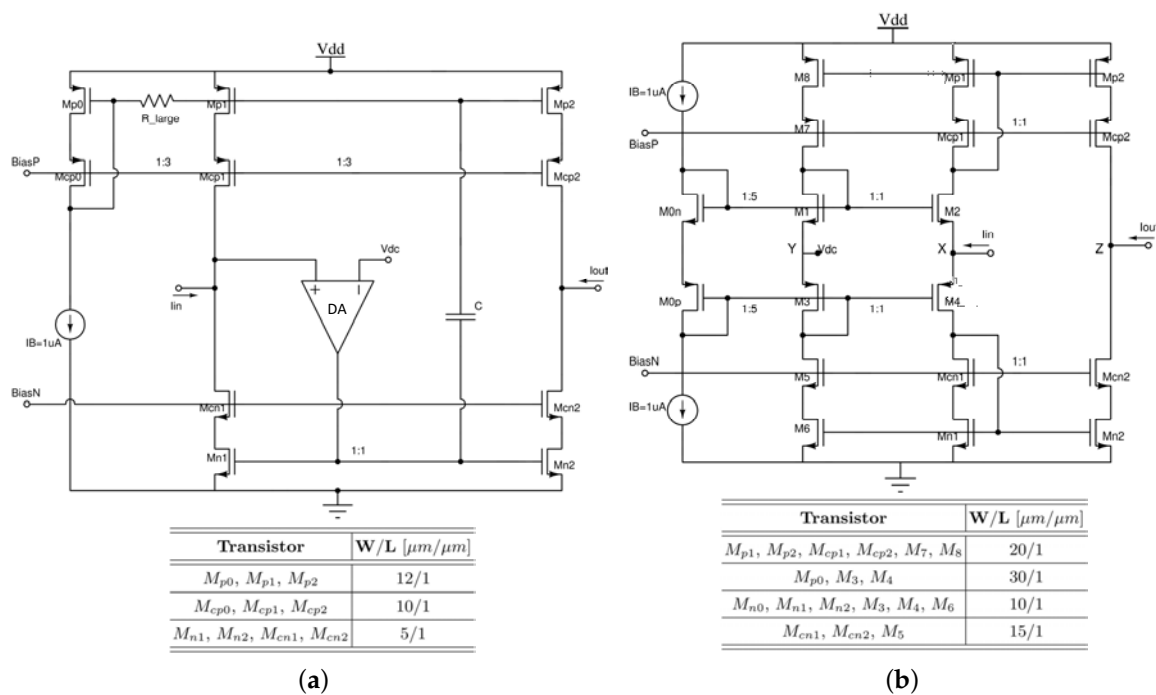 Vdd
Mp0
R_large
Mp1
Mp2
BiasP
1:3
1:3
Mcp0
Mcp1
Mcp2
Vdc
Iin
DA
C
Iout
IB=1uA
BiasN
Mcn1
Mcn2
Mn1
1:1
Mn2
Transistor W/L [μm/μm]
Mp0, Mp1, Mp2 12/1
Mcp0, Mcp1, Mcp2 10/1
Mn1, Mn2, Mcn1, Mcn2 5/1
(a)
Vdd
IB=1uA
M8
Mp1
Mp2
BiasP
M7
Mcp1
1:1
Mcp2
M0n
1:5
M1
1:1
M2
Y
Vdc
X
Iin
Z
Iout
M0p
1:5
M3
1:1
M4
BiasN
M5
Mcn1
1:1
Mcn2
IB=1uA
M6
Mn1
Mn2
Transistor W/L [μm/μm]
Mp1, Mp2, Mcp1, Mcp2, M7, M8 20/1
Mp0, M3, M4 30/1
Mn0, Mn1, Mn2, M3, M4, M6 10/1
Mcn1, Mcn2, M5 15/1
(b)